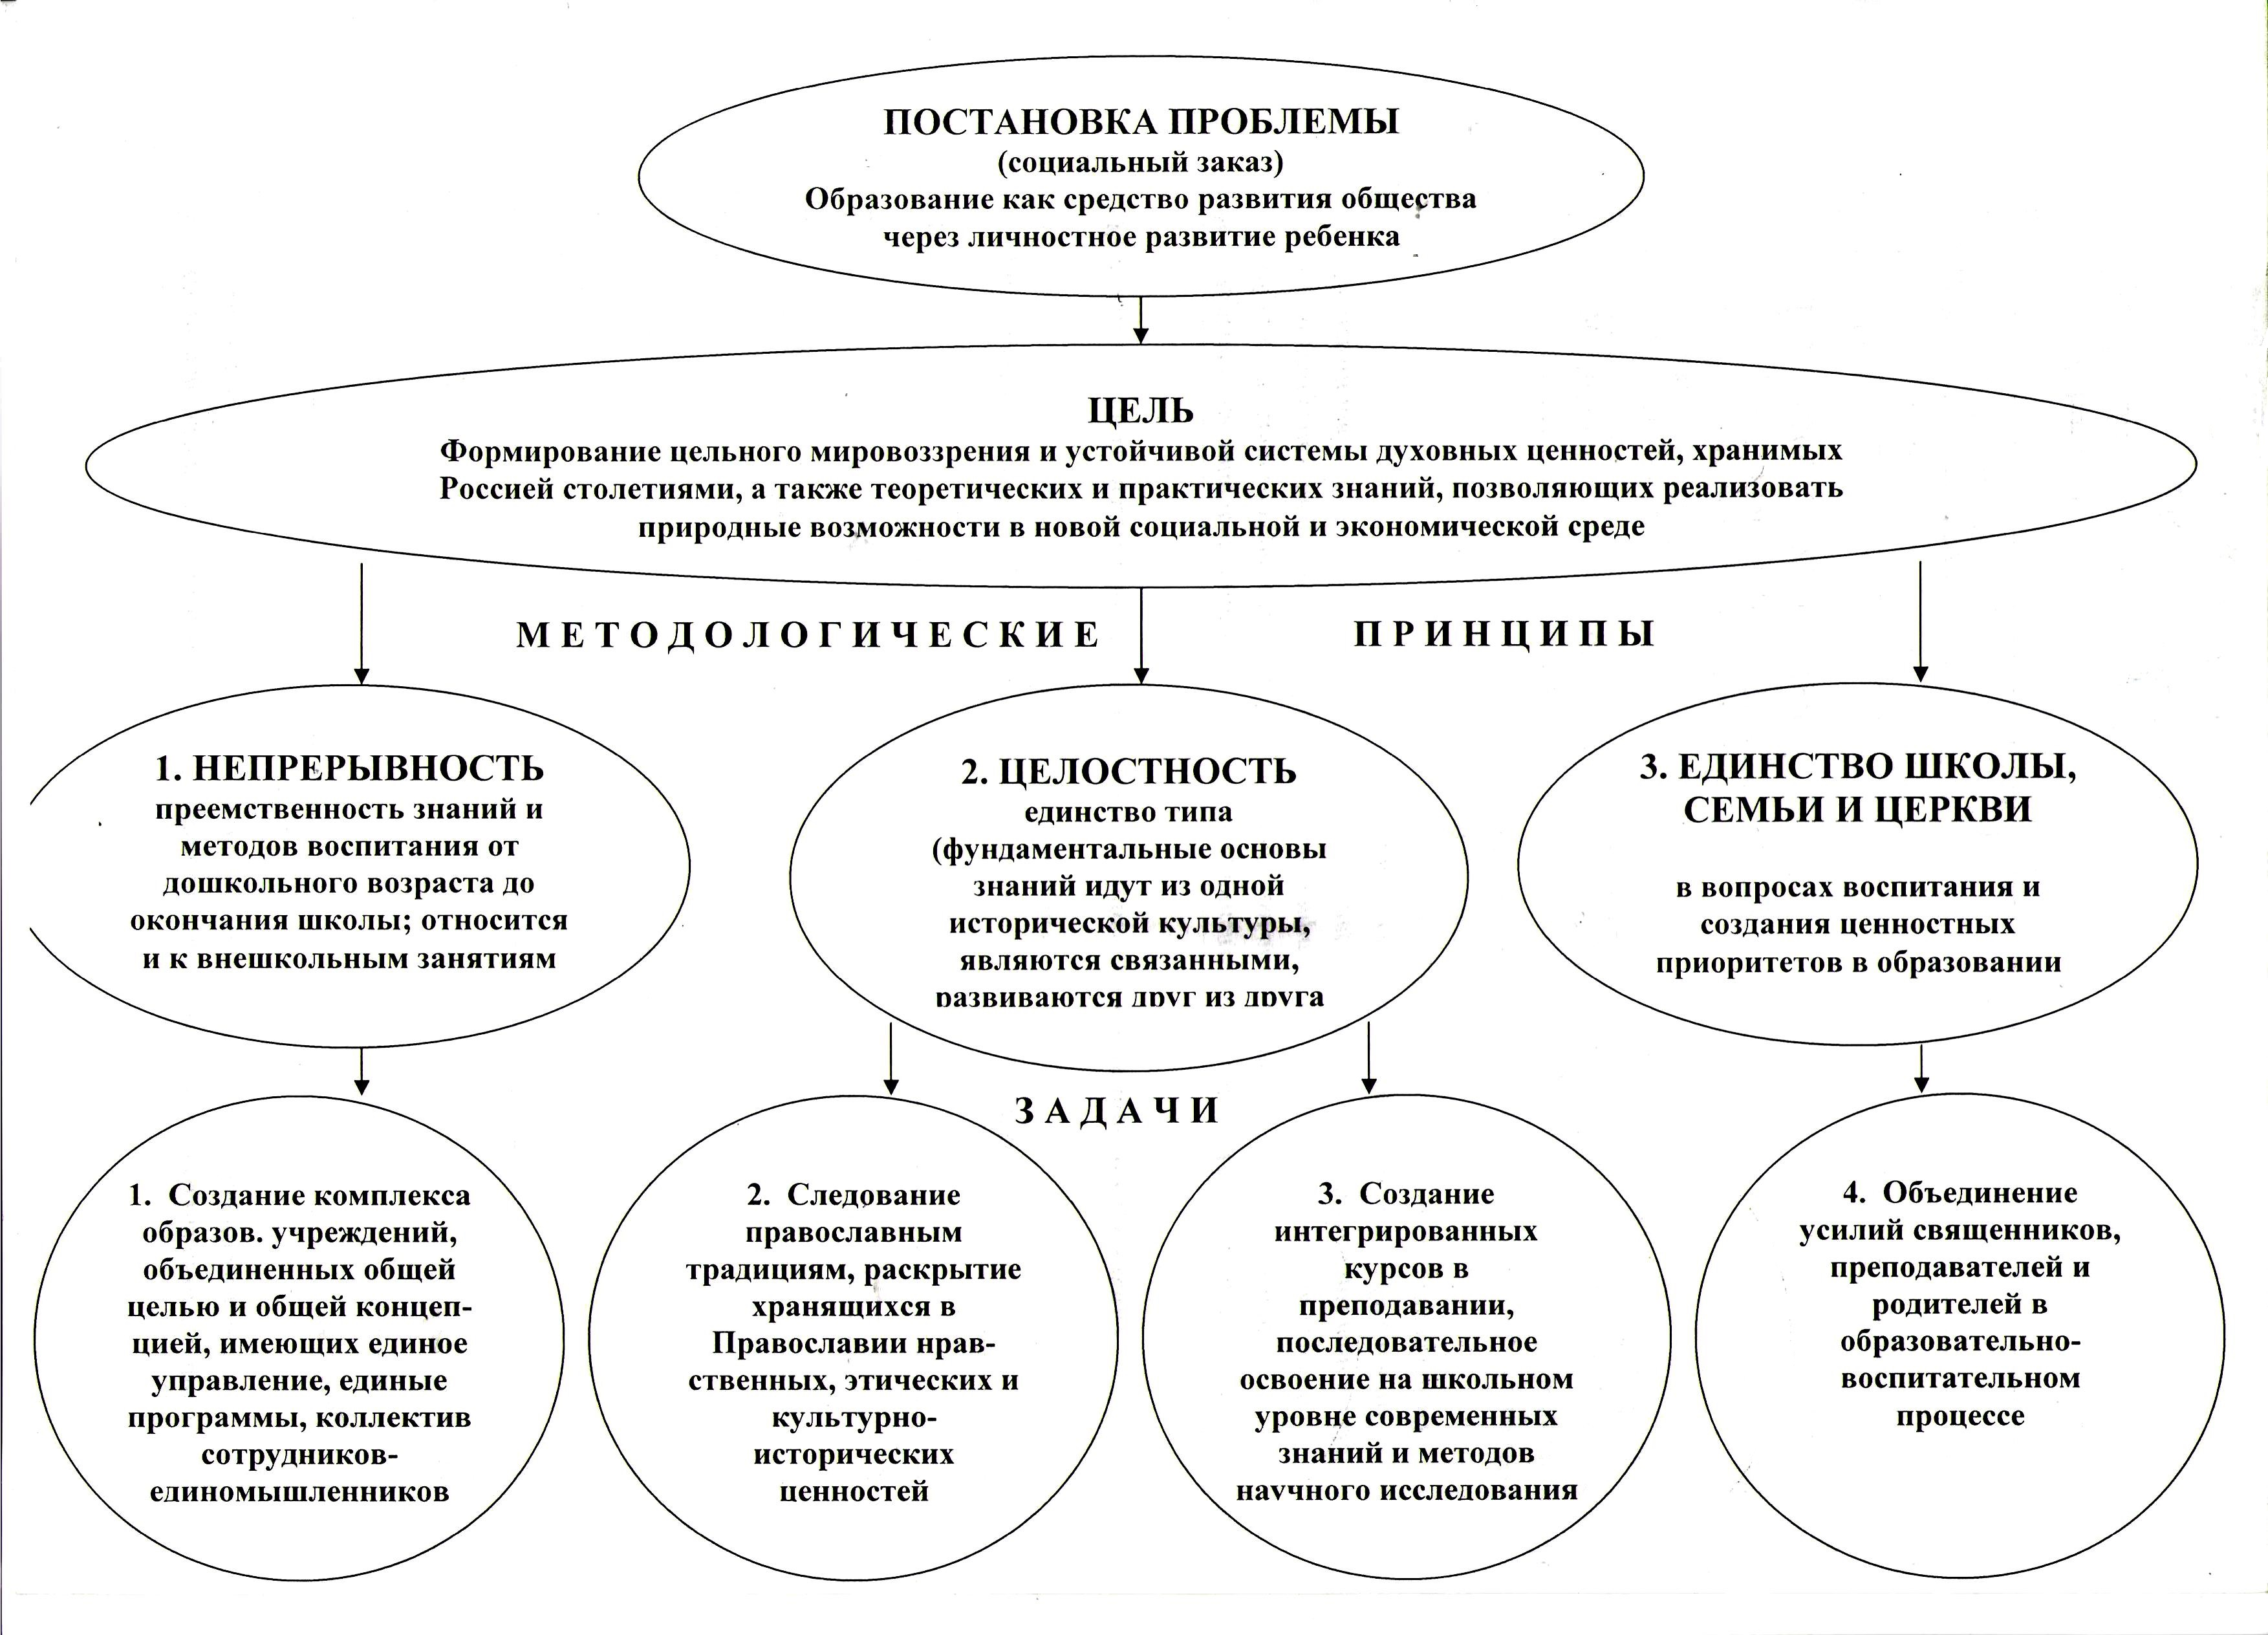 ПОСТАНОВКА ПРОБЛЕМЫ
(социальный заказ)
Образование как средство развития общества
через личностное развитие ребенка
ЦЕЛЬ
Формирование цельного мировоззрения и устойчивой системы духовных ценностей, хранимых
Россией столетиями, а также теоретических и практических знаний, позволяющих реализовать
природные возможности в новой социальной и экономической среде
МЕТОДОЛОГИЧЕСКИЕ ПРИНЦИПЫ
1. НЕПРЕРЫВНОСТЬ
преемственность знаний и
методов воспитания от
дошкольного возраста до
окончания школы; относится
и к внешкольным занятиям
2. ЦЕЛОСТНОСТЬ
единство типа
(фундаментальные основы
знаний идут из одной
исторической культуры,
являются связанными,
развиваются друг из друга
3. ЕДИНСТВО ШКОЛЫ,
СЕМЬИ И ЦЕРКВИ
в вопросах воспитания и
создания ценностных
приоритетов в образовании
ЗАДАЧИ
1. Создание комплекса
образов. учреждений,
объединенных общей
целью и общей концеп-
цией, имеющих единое
управление, единые
программы, коллектив
сотрудников-
единомышленников
2. Следование
православным
традициям, раскрытие
хранящихся в
Православии нрав-
ственных, этических и
культурно-
исторических
ценностей
3. Создание
интегрированных
курсов в
преподавании,
последовательное
освоение на школьном
уровне современных
знаний и методов
научного исследования
4. Объединение
усилий священников,
преподавателей и
родителей в
образовательно-
воспитательном
процессе